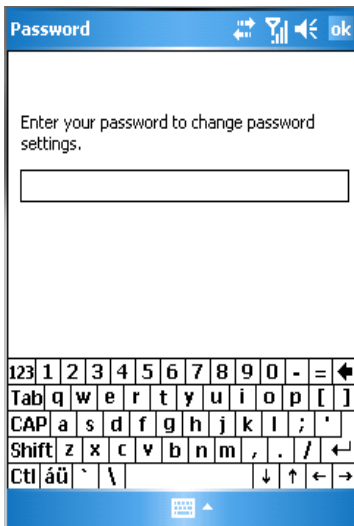 Password ok
Enter your password to change password
settings.
123 1 2 3 4 5 6 7 8 9 0 - =
Tab q w e r t y u i o p [ ]
CAP a s d f g h j k l ; '
Shift z x c v b n m , . /
Ctl áü ` \